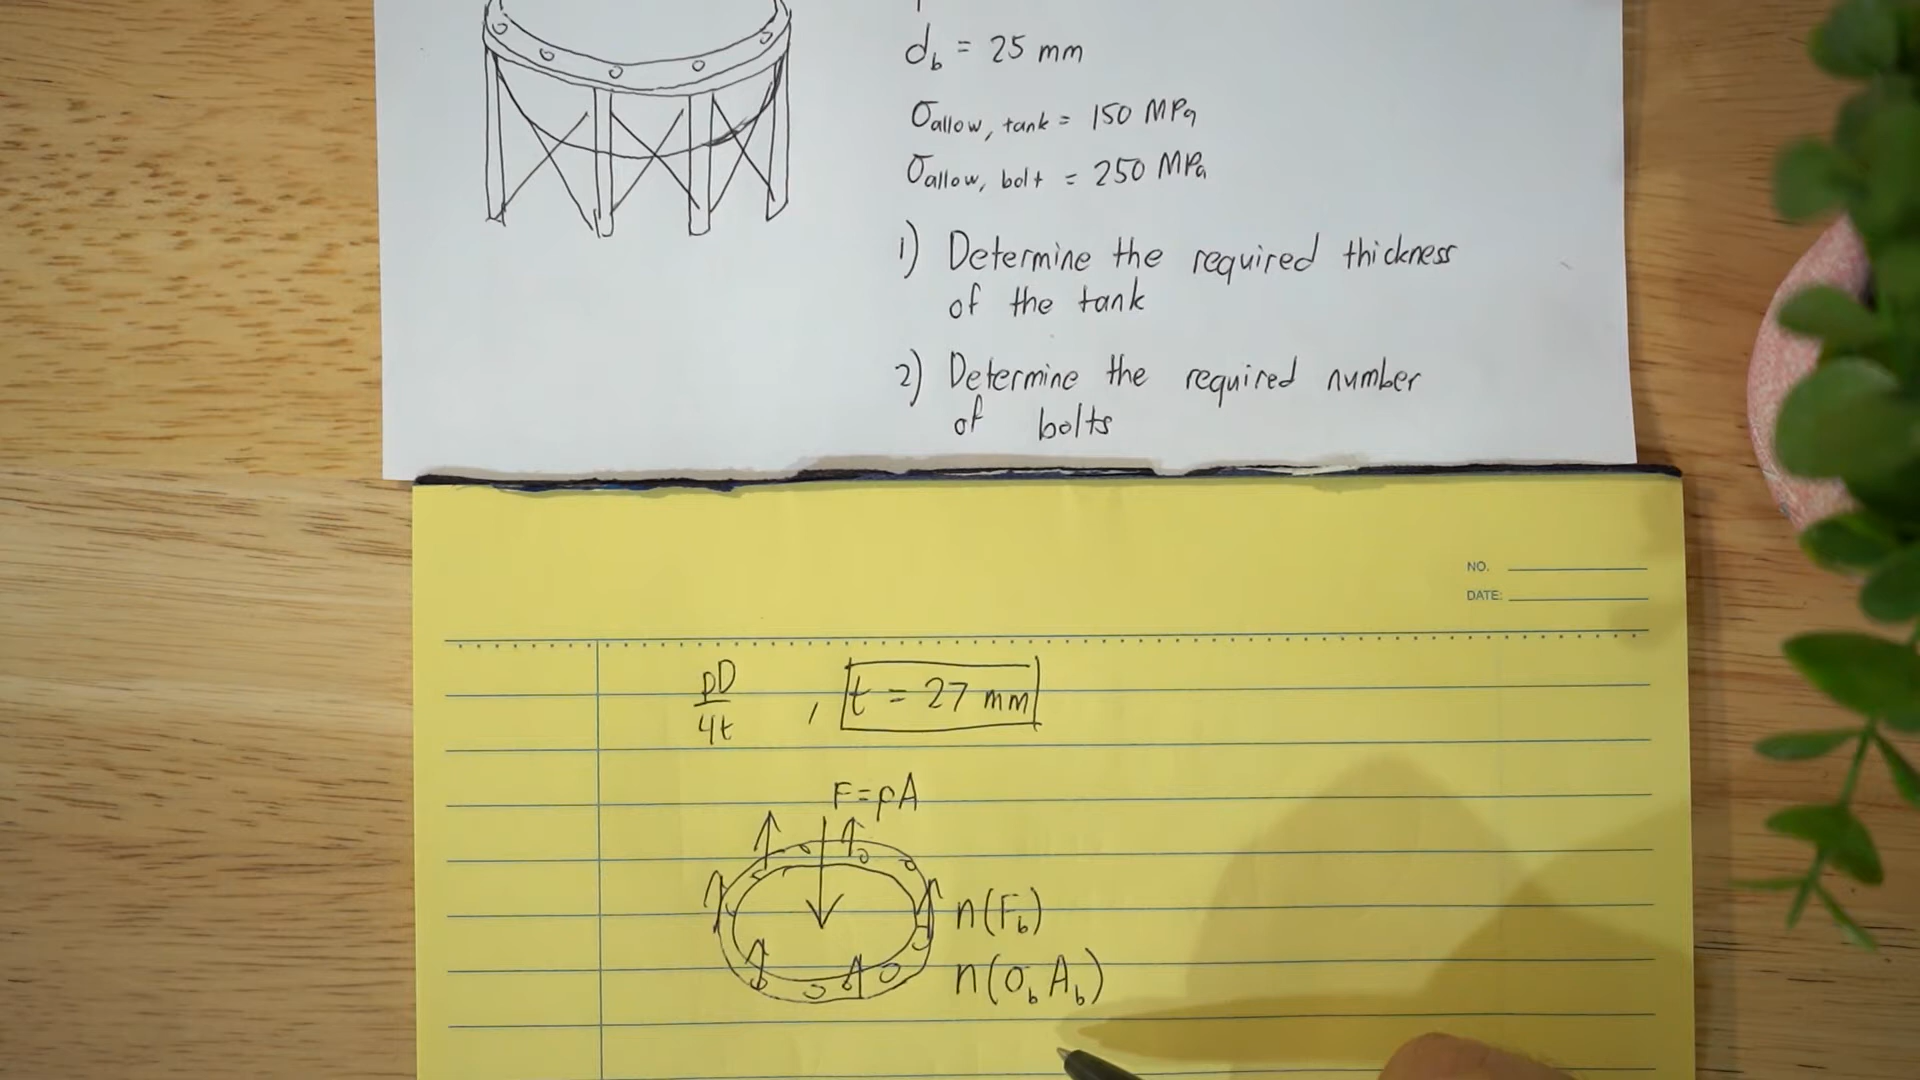 d_b = 25 mm
σ_allow, tank = 150 MPa
σ_allow, bolt = 250 MPa
1) Determine the required thickness
of the tank
2) Determine the required number
of bolts
NO.
DATE:
pD/4t , t = 27 mm
F=pA
n(F_b)
n(σ_b A_b)